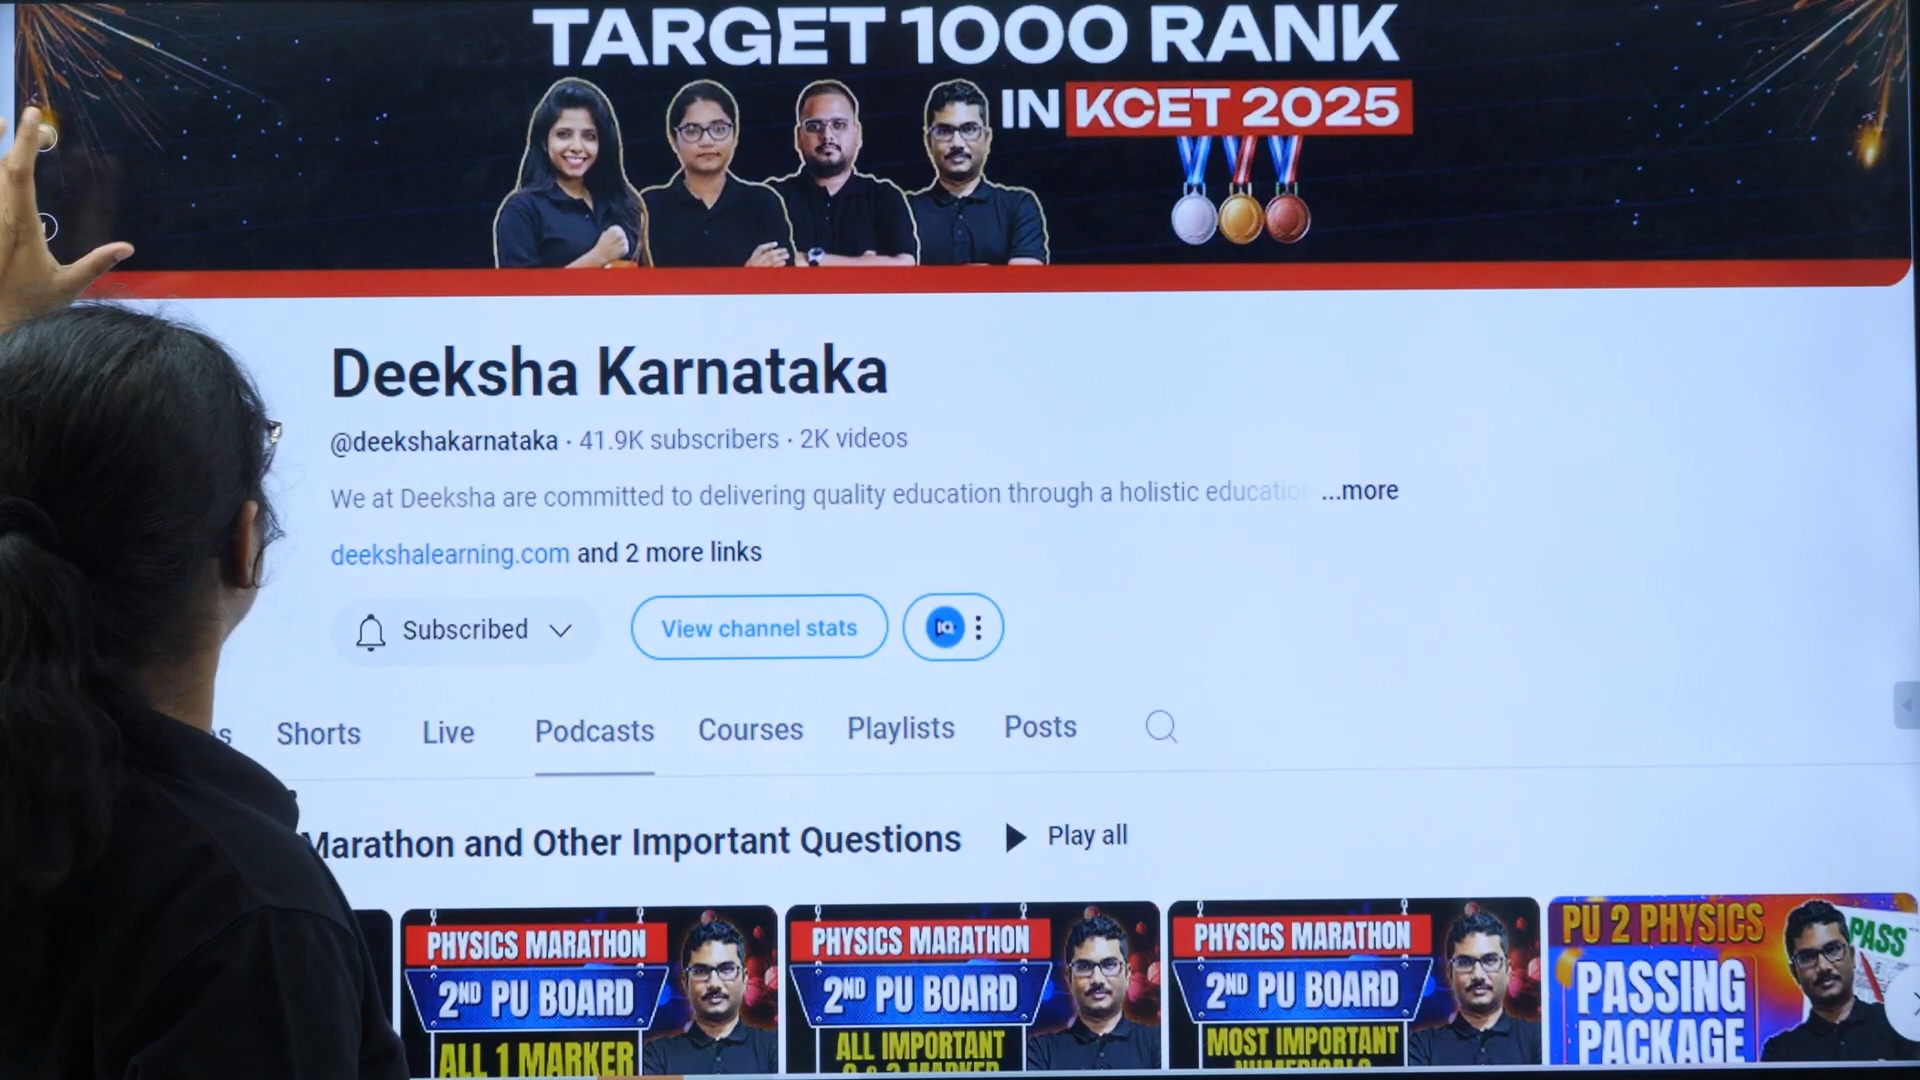 TARGET 1000 RANK
IN KCET 2025
Deeksha Karnataka
@deekshakarnataka · 41.9K subscribers · 2K videos
We at Deeksha are committed to delivering quality education through a holistic education ...more
deekshalearning.com and 2 more links
Subscribed
View channel stats
IQ
Shorts Live Podcasts Courses Playlists Posts
Marathon and Other Important Questions Play all
PHYSICS MARATHON
2ND PU BOARD
ALL 1 MARKER
PHYSICS MARATHON
2ND PU BOARD
ALL IMPORTANT
PHYSICS MARATHON
2ND PU BOARD
MOST IMPORTANT
NUMERICALS
PU 2 PHYSICS
PASSING
PACKAGE
PASS